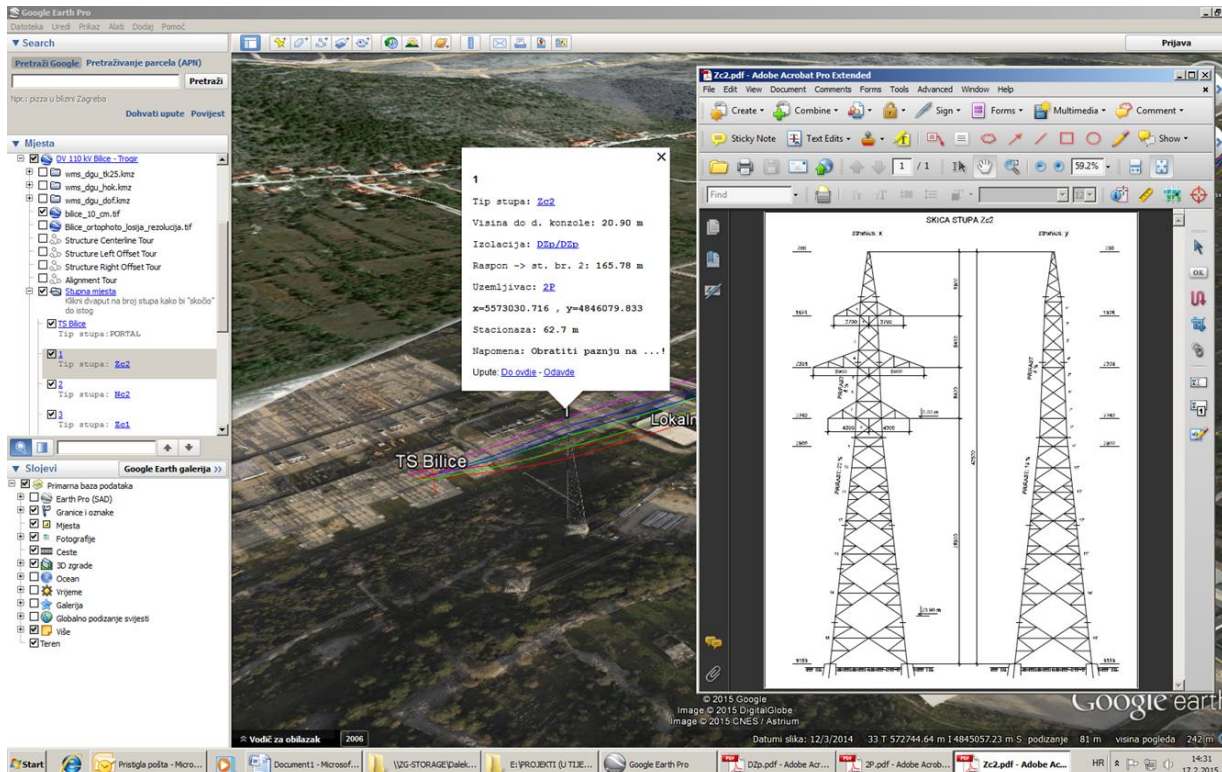 Google Earth Pro
Datoteka Uredi Prikaz Alati Dodaj Pomoć
Search
Pretraži Google Pretraživanje parcela (APN)
Pretraži
Npr.: pizza u blizini Zagreba
Dohvati upute Povijest
Mjesta
DV 110 kV Bilice - Trogir
wms_dgu_tk25.kmz
wms_dgu_hok.kmz
wms_dgu_dof.kmz
bilice_10_cm.tif
Bilice_ortophoto_losija_rezolucija.tif
Structure Centerline Tour
Structure Left Offset Tour
Structure Right Offset Tour
Alignment Tour
Stupna mjesta
Klikni dvaput na broj stupa kako bi "skočio"
do istog
TS Bilice
Tip stupa:PORTAL
1
Tip stupa: Zc2
2
Tip stupa: Nc2
3
Tip stupa: Zc1
Slojevi
Google Earth galerija >>
Primarna baza podataka
Earth Pro (SAD)
Granice i oznake
Mjesta
Fotografije
Ceste
3D zgrade
Ocean
Vrijeme
Galerija
Globalno podizanje svijesti
Više
Teren
Prijava
1
Tip stupa: Zc2
Visina do d. konzole: 20.90 m
Izolacija: DZp/DZp
Raspon -> st. br. 2: 165.78 m
Uzemljivac: 2P
x=5573030.716 , y=4846079.833
Stacionaza: 62.7 m
Napomena: Obratiti paznju na ...!
Upute: Do ovdje - Odavde
1
TS Bilice
Lokaln
Zc2.pdf - Adobe Acrobat Pro Extended
File Edit View Document Comments Forms Tools Advanced Window Help
Create Combine Sign Forms Multimedia Comment
Sticky Note Text Edits Show
1 / 1 59.2%
Find
SKICA STUPA Zc2
OK
© 2015 Google
Image © 2015 DigitalGlobe
Image © 2015 CNES / Astrium
Google earth
Vodič za obilazak 2006
Datumi slika: 12/3/2014 33 T 572744.64 m I 4845057.23 m S podizanje 81 m visina pogleda 242 m
Start
Pristigla pošta - Micro...
Document1 - Microsof...
\\ZG-STORAGE\Dalek...
E:\PROJEKTI (U TIJE...
Google Earth Pro
DZp.pdf - Adobe Acr...
2P.pdf - Adobe Acrob...
Zc2.pdf - Adobe Ac...
HR
14:31
17.2.2015